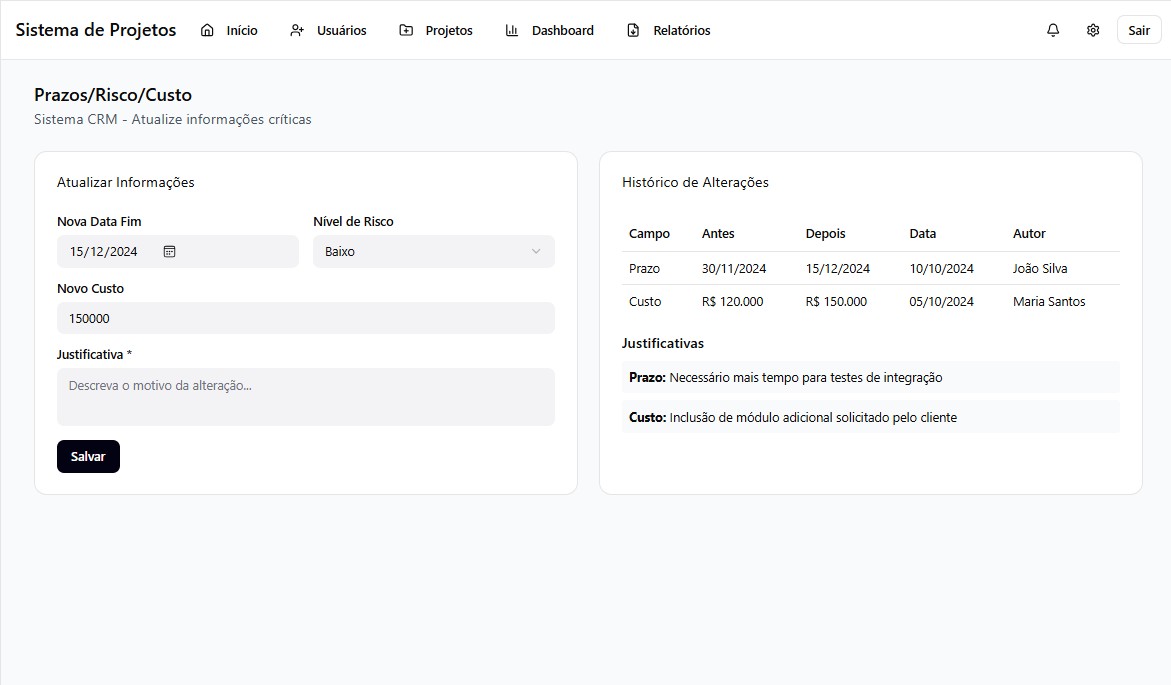 Sistema de Projetos Início Usuários Projetos Dashboard Relatórios Sair
Prazos/Risco/Custo
Sistema CRM - Atualize informações críticas
Atualizar Informações
Nova Data Fim Nível de Risco
15/12/2024 Baixo
Novo Custo
150000
Justificativa *
Descreva o motivo da alteração...
Salvar
Histórico de Alterações
Campo Antes Depois Data Autor
Prazo 30/11/2024 15/12/2024 10/10/2024 João Silva
Custo R$ 120.000 R$ 150.000 05/10/2024 Maria Santos
Justificativas
Prazo: Necessário mais tempo para testes de integração
Custo: Inclusão de módulo adicional solicitado pelo cliente